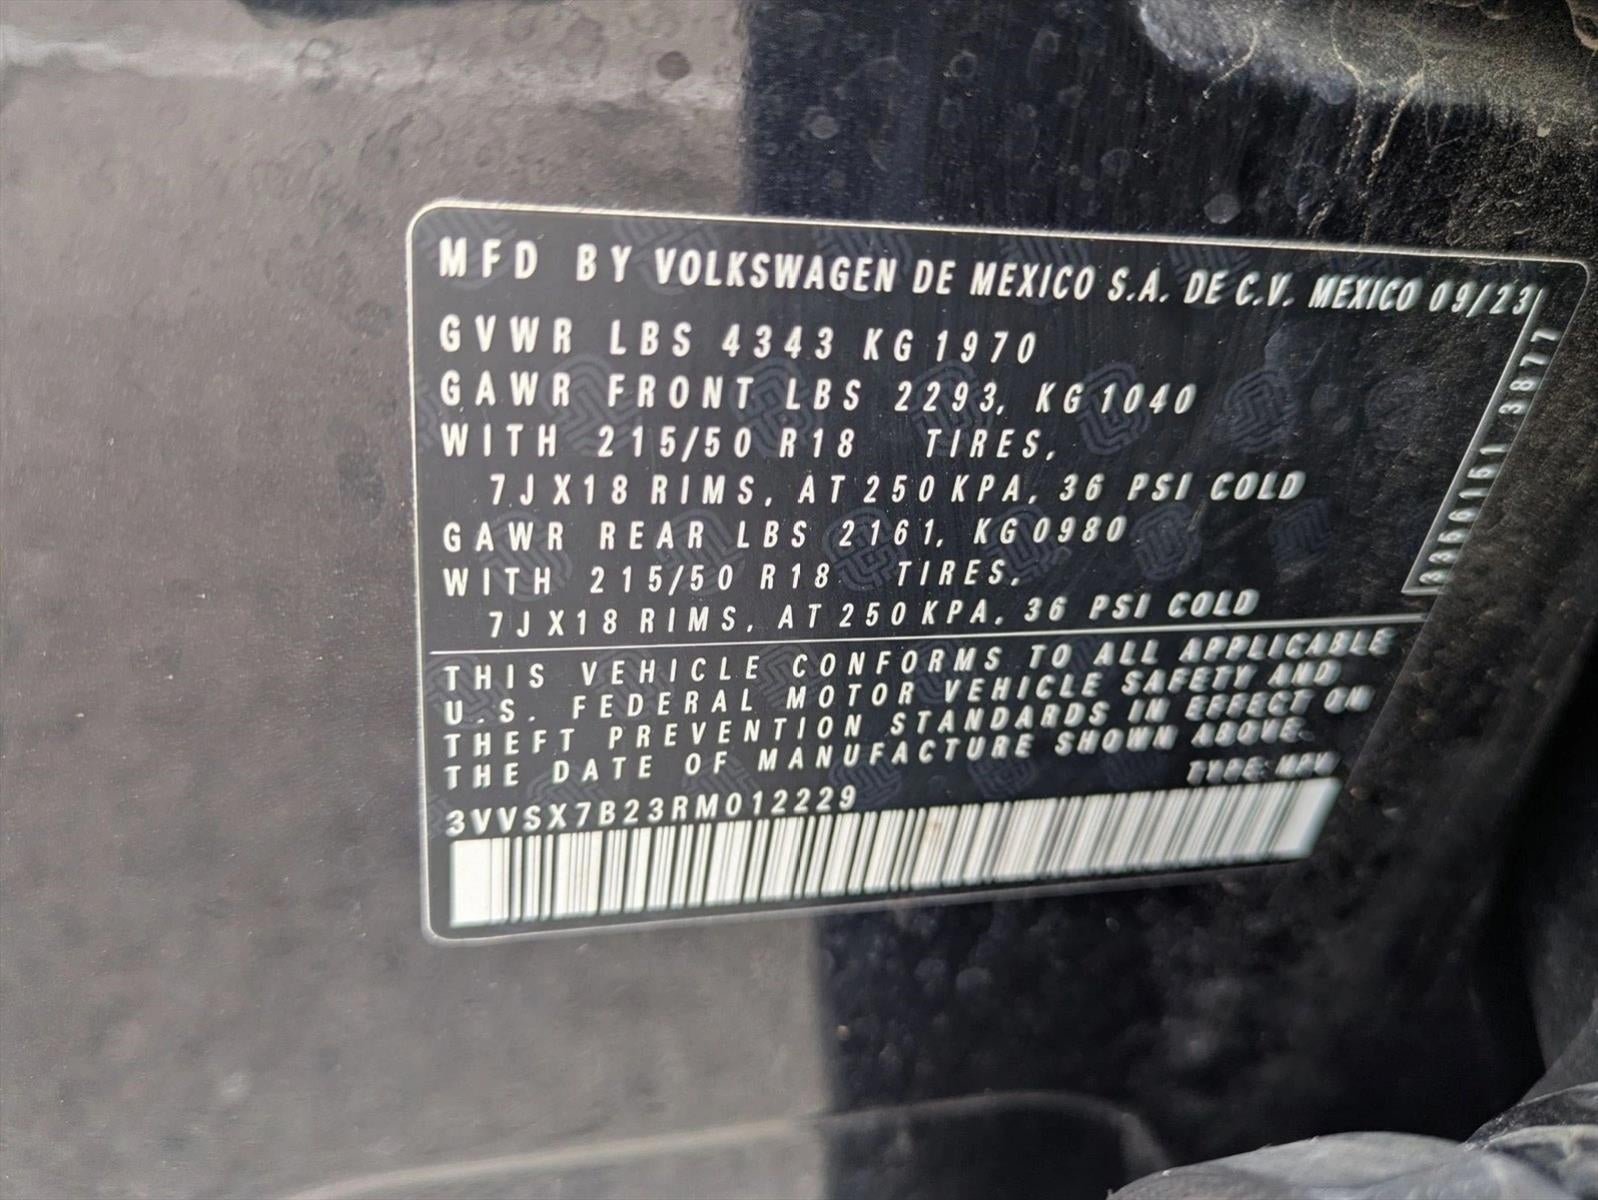 MFD BY VOLKSWAGEN DE MEXICO S.A. DE C.V. MEXICO 09/23
GVWR LBS 4343 KG 1970
GAWR FRONT LBS 2293, KG 1040
WITH 215/50 R18 TIRES,
7J X18 RIMS, AT 250 KPA, 36 PSI COLD
GAWR REAR LBS 2161, KG 0980
WITH 215/50 R18 TIRES,
7J X18 RIMS, AT 250 KPA, 36 PSI COLD
THIS VEHICLE CONFORMS TO ALL APPLICABLE
U.S. FEDERAL MOTOR VEHICLE SAFETY AND
THEFT PREVENTION STANDARDS IN EFFECT ON
THE DATE OF MANUFACTURE SHOWN ABOVE.
TYPE: MPV
3VVSX7B23RM012229